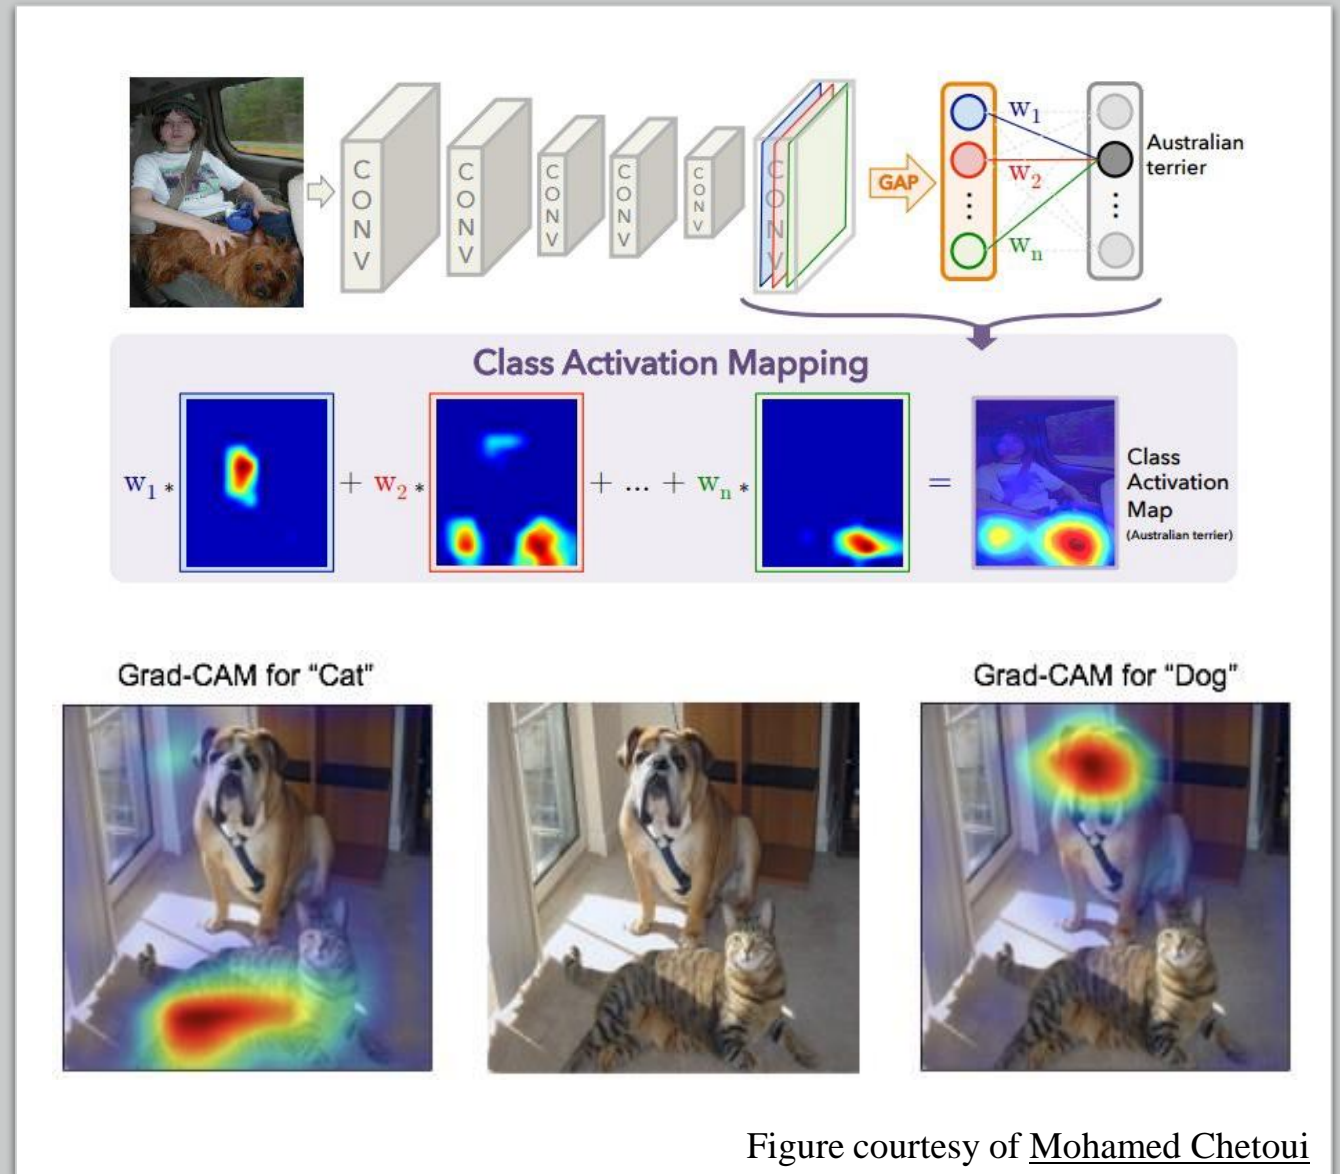 CONV
CONV
CONV
CONV
CONV
CONV
GAP
w1
w2
wn
Australian
terrier
Class Activation Mapping
w1 *
+ w2 *
+ ... + wn *
=
Class
Activation
Map
(Australian terrier)
Grad-CAM for “Cat”
Grad-CAM for “Dog”
Figure courtesy of Mohamed Chetoui